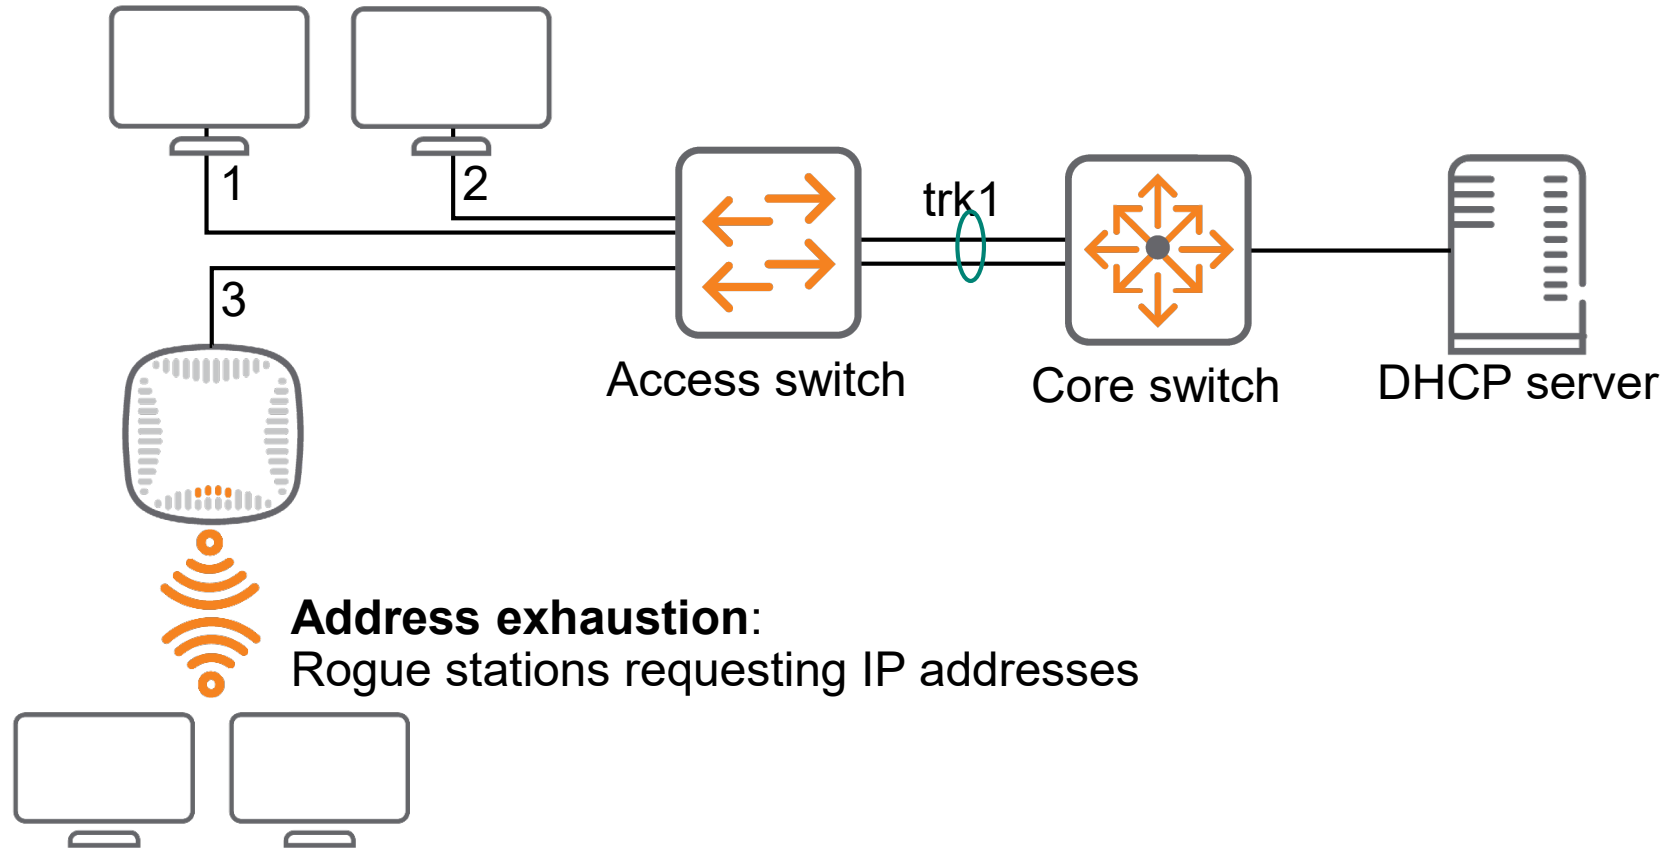 1
2
trk1
3
Access switch
Core switch
DHCP server
Address exhaustion:
Rogue stations requesting IP addresses